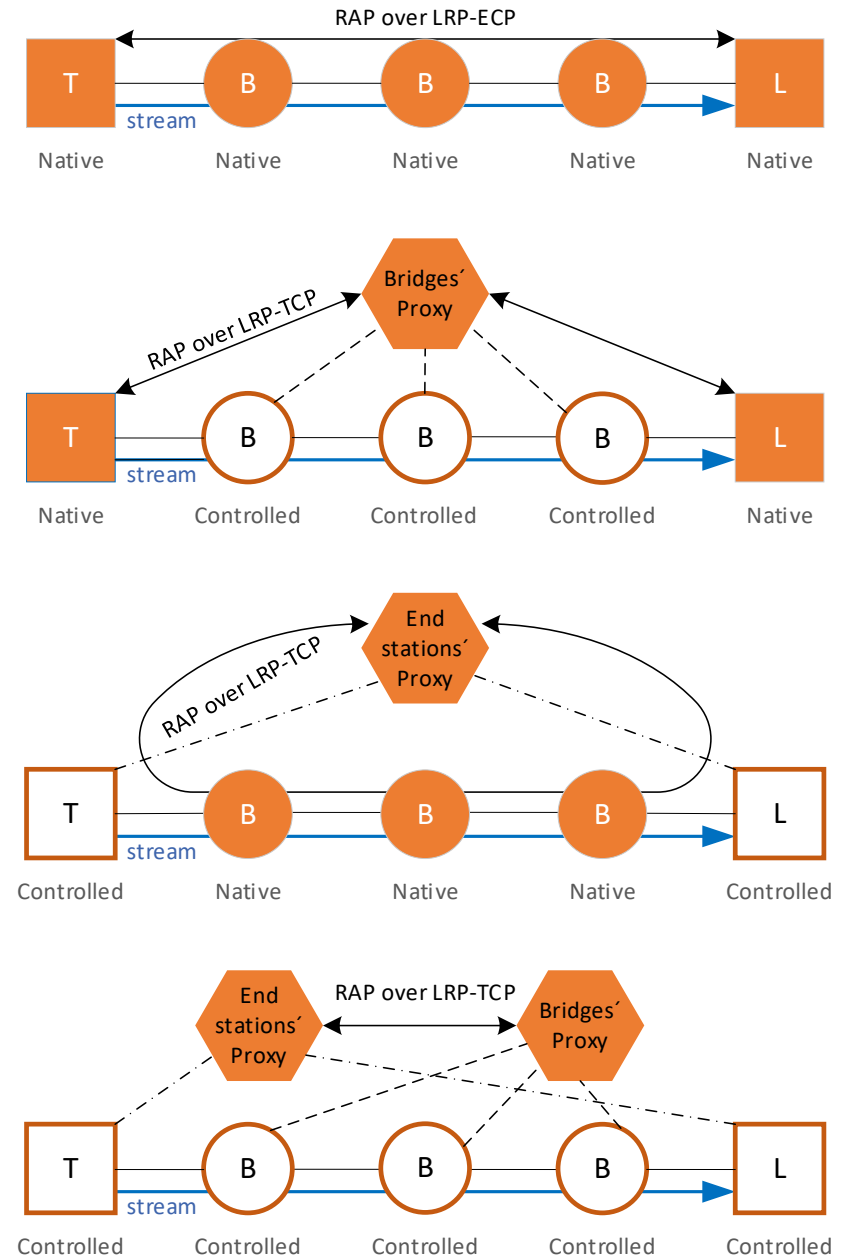 RAP over LRP-ECP
T B B B L
stream
Native Native Native Native Native
Bridges´
Proxy
RAP over LRP-TCP
T B B B L
stream
Native Controlled Controlled Controlled Native
End
stations´
Proxy
RAP over LRP-TCP
T B B B L
stream
Controlled Native Native Native Controlled
End
stations´
Proxy
RAP over LRP-TCP
Bridges´
Proxy
T B B B L
stream
Controlled Controlled Controlled Controlled Controlled